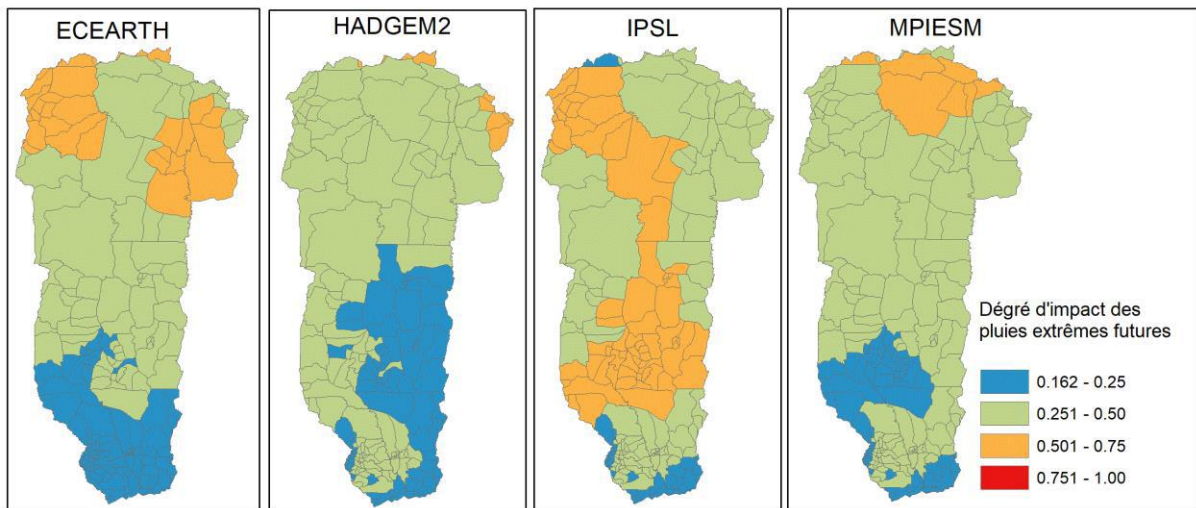 ECEARTH
HADGEM2
IPSL
MPIESM
Dégré d'impact des
pluies extrêmes futures
0.162 - 0.25
0.251 - 0.50
0.501 - 0.75
0.751 - 1.00